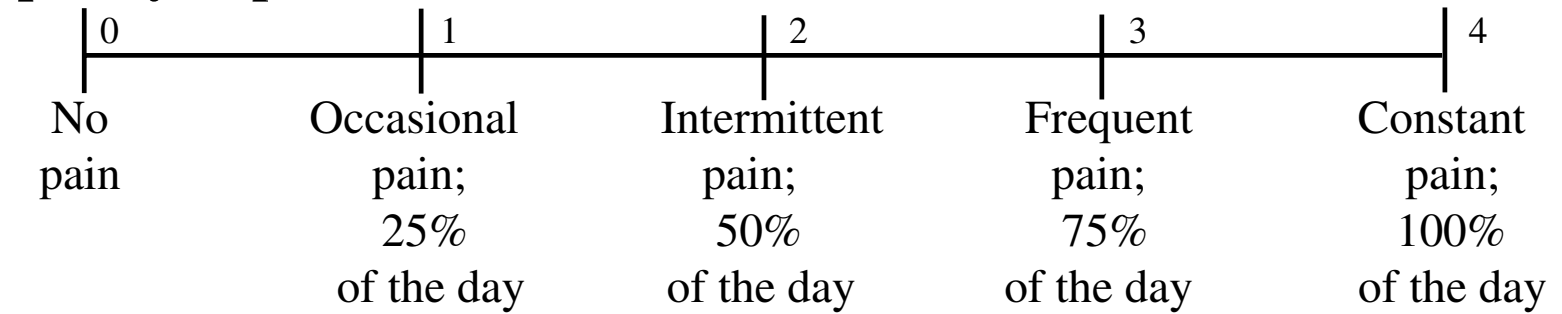 0 1 2 3 4
No Occasional Intermittent Frequent Constant
pain pain; pain; pain; pain;
25% 50% 75% 100%
of the day of the day of the day of the day